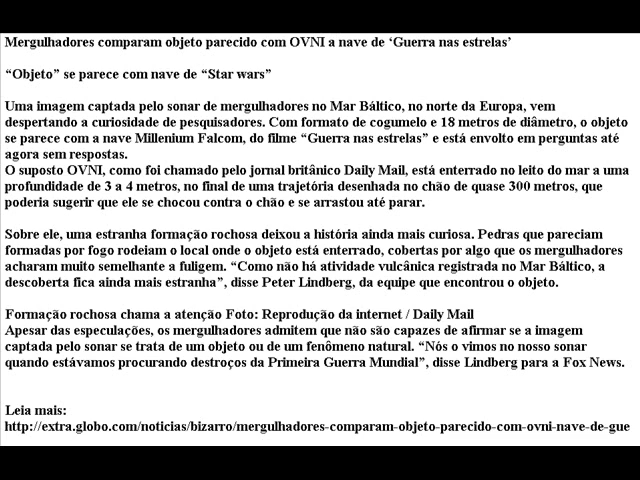 Mergulhadores comparam objeto parecido com OVNI a nave de ‘Guerra nas estrelas’
“Objeto” se parece com nave de “Star wars”
Uma imagem captada pelo sonar de mergulhadores no Mar Báltico, no norte da Europa, vem
despertando a curiosidade de pesquisadores. Com formato de cogumelo e 18 metros de diâmetro, o objeto
se parece com a nave Millenium Falcom, do filme “Guerra nas estrelas” e está envolto em perguntas até
agora sem respostas.
O suposto OVNI, como foi chamado pelo jornal britânico Daily Mail, está enterrado no leito do mar a uma
profundidade de 3 a 4 metros, no final de uma trajetória desenhada no chão de quase 300 metros, que
poderia sugerir que ele se chocou contra o chão e se arrastou até parar.
Sobre ele, uma estranha formação rochosa deixou a história ainda mais curiosa. Pedras que pareciam
formadas por fogo rodeiam o local onde o objeto está enterrado, cobertas por algo que os mergulhadores
acharam muito semelhante a fuligem. “Como não há atividade vulcânica registrada no Mar Báltico, a
descoberta fica ainda mais estranha”, disse Peter Lindberg, da equipe que encontrou o objeto.
Formação rochosa chama a atenção Foto: Reprodução da internet / Daily Mail
Apesar das especulações, os mergulhadores admitem que não são capazes de afirmar se a imagem
captada pelo sonar se trata de um objeto ou de um fenômeno natural. “Nós o vimos no nosso sonar
quando estávamos procurando destroços da Primeira Guerra Mundial”, disse Lindberg para a Fox News.
Leia mais:
http://extra.globo.com/noticias/bizarro/mergulhadores-comparam-objeto-parecido-com-ovni-nave-de-gue